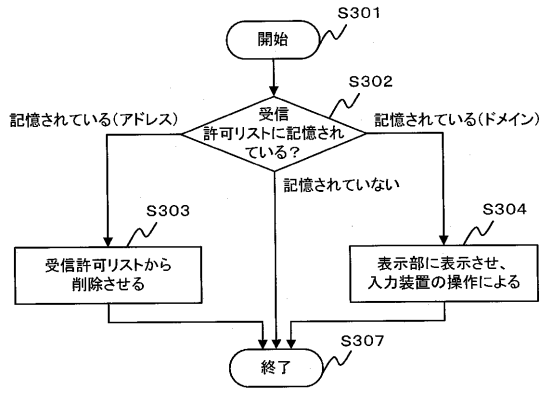 S301
開始
S302
受信
許可リストに記憶され
ている？
記憶されている(アドレス)
記憶されている(ドメイン)
記憶されていない
S303
受信許可リストから
削除させる
S304
表示部に表示させ、
入力装置の操作による
S307
終了